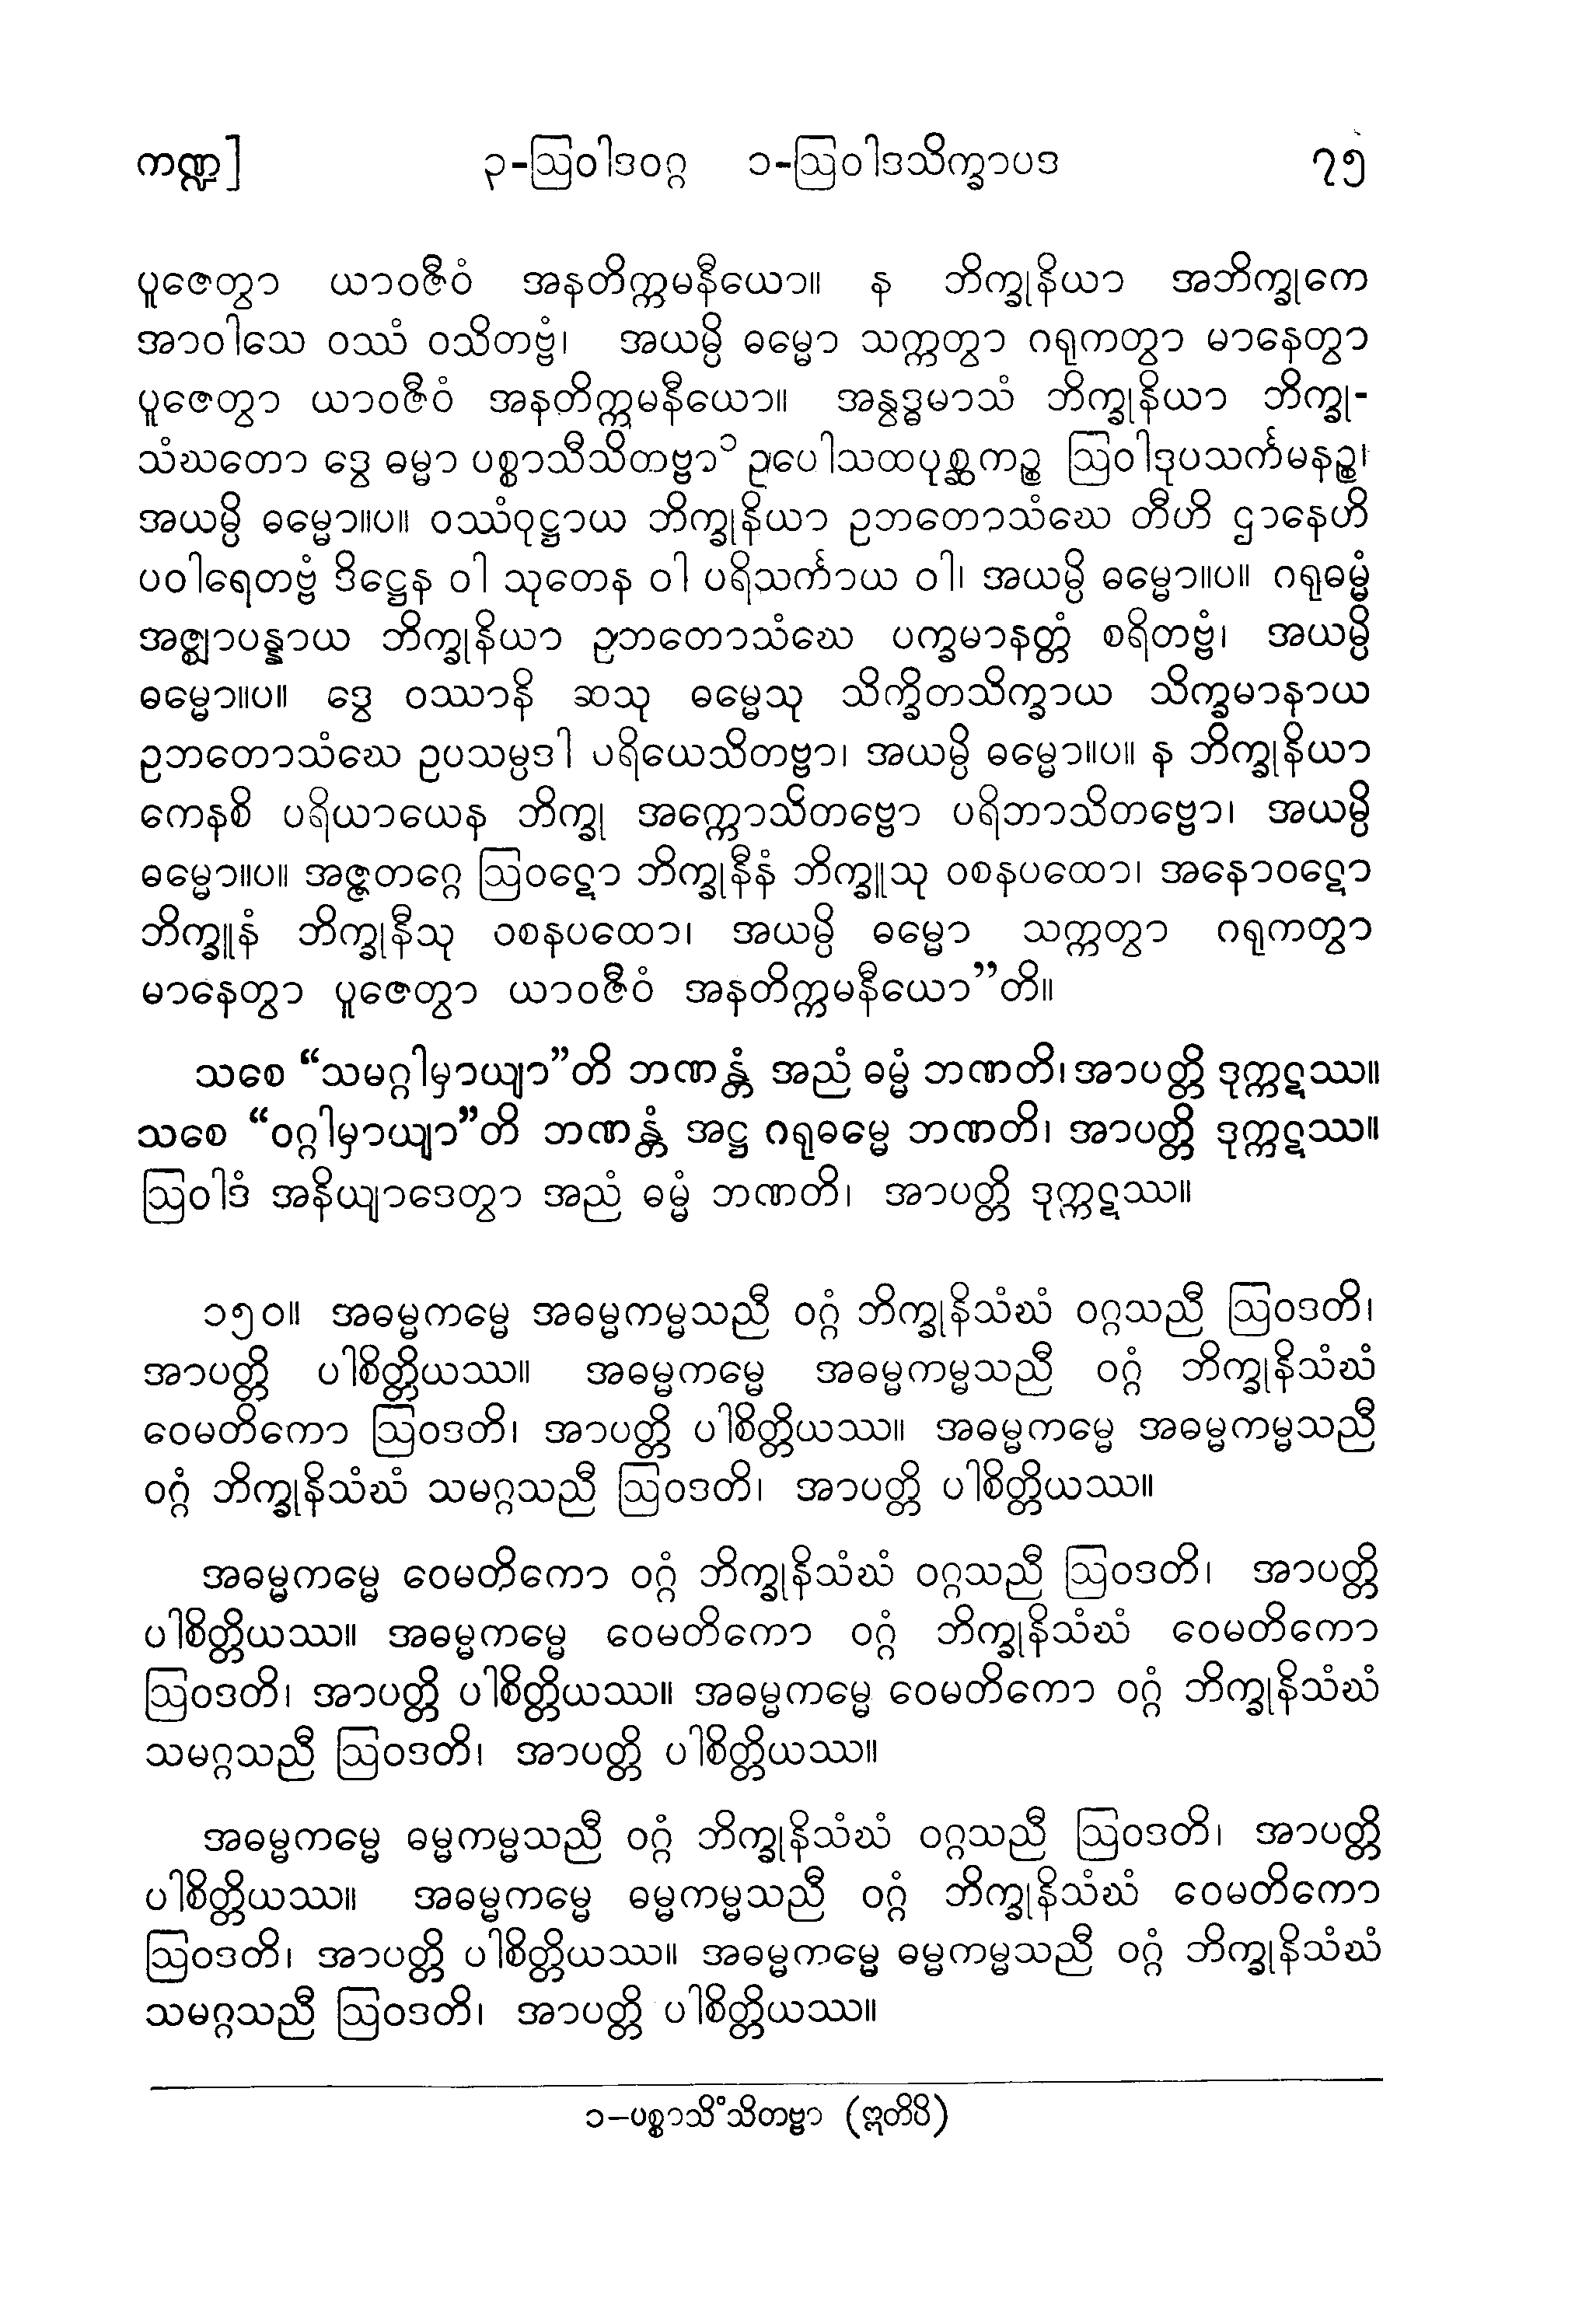 ကဏ္ဍ] ၃-ဩဝါဒဝဂ္ဂ ၁-ဩဝါဒသိက္ခာပဒ ၇၅
ပူဇေတွာ ယာဝဇီဝံ အနတိက္ကမနီယော။ န ဘိက္ခုနိယာ အဘိက္ခုကေ
အာဝါသေ ဝဿံ ဝသိတဗ္ဗံ၊ အယမ္ပိ ဓမ္မော သက္ကတွာ ဂရုကတွာ မာနေတွာ
ပူဇေတွာ ယာဝဇီဝံ အနတိက္ကမနီယော။ အနွဒ္ဓမာသံ ဘိက္ခုနိယာ ဘိက္ခု-
သံဃတော ဒွေ ဓမ္မာ ပစ္စာသီသိတဗ္ဗာ၁ ဥပေါသထပုစ္ဆကဉ္စ ဩဝါဒုပသင်္ကမနဉ္စ၊
အယမ္ပိ ဓမ္မော။ပ။ ဝဿံဝုဋ္ဌာယ ဘိက္ခုနိယာ ဥဘတောသံဃေ တီဟိ ဌာနေဟိ
ပဝါရေတဗ္ဗံ ဒိဋ္ဌေန ဝါ သုတေန ဝါ ပရိသင်္ကာယ ဝါ၊ အယမ္ပိ ဓမ္မော။ပ။ ဂရုဓမ္မံ
အဇ္ဈာပန္နာယ ဘိက္ခုနိယာ ဥဘတောသံဃေ ပက္ခမာနတ္တံ စရိတဗ္ဗံ၊ အယမ္ပိ
ဓမ္မော။ပ။ ဒွေ ဝဿာနိ ဆသု ဓမ္မေသု သိက္ခိတသိက္ခာယ သိက္ခမာနာယ
ဥဘတောသံဃေ ဥပသမ္ပဒါ ပရိယေသိတဗ္ဗာ၊ အယမ္ပိ ဓမ္မော။ပ။ န ဘိက္ခုနိယာ
ကေနစိ ပရိယာယေန ဘိက္ခု အက္ကောသိတဗ္ဗော ပရိဘာသိတဗ္ဗော၊ အယမ္ပိ
ဓမ္မော။ပ။ အဇ္ဇတဂ္ဂေ ဩဝဋော ဘိက္ခုနီနံ ဘိက္ခူသု ဝစနပထော၊ အနောဝဋော
ဘိက္ခူနံ ဘိက္ခုနီသု ဝစနပထော၊ အယမ္ပိ ဓမ္မော သက္ကတွာ ဂရုကတွာ
မာနေတွာ ပူဇေတွာ ယာဝဇီဝံ အနတိက္ကမနီယော”တိ။
သစေ “သမဂ္ဂါမှာယျာ”တိ ဘဏန္တံ အညံ ဓမ္မံ ဘဏတိ၊ အာပတ္တိ ဒုက္ကဋဿ။
သစေ “ဝဂ္ဂါမှာယျာ”တိ ဘဏန္တံ အဋ္ဌ ဂရုဓမ္မေ ဘဏတိ၊ အာပတ္တိ ဒုက္ကဋဿ။
ဩဝါဒံ အနိယျာဒေတွာ အညံ ဓမ္မံ ဘဏတိ၊ အာပတ္တိ ဒုက္ကဋဿ။
၁၅၀။ အဓမ္မကမ္မေ အဓမ္မကမ္မသညီ ဝဂ္ဂံ ဘိက္ခုနိသံဃံ ဝဂ္ဂသညီ ဩဝဒတိ၊
အာပတ္တိ ပါစိတ္တိယဿ။ အဓမ္မကမ္မေ အဓမ္မကမ္မသညီ ဝဂ္ဂံ ဘိက္ခုနိသံဃံ
ဝေမတိကော ဩဝဒတိ၊ အာပတ္တိ ပါစိတ္တိယဿ။ အဓမ္မကမ္မေ အဓမ္မကမ္မသညီ
ဝဂ္ဂံ ဘိက္ခုနိသံဃံ သမဂ္ဂသညီ ဩဝဒတိ၊ အာပတ္တိ ပါစိတ္တိယဿ။
အဓမ္မကမ္မေ ဝေမတိကော ဝဂ္ဂံ ဘိက္ခုနိသံဃံ ဝဂ္ဂသညီ ဩဝဒတိ၊ အာပတ္တိ
ပါစိတ္တိယဿ။ အဓမ္မကမ္မေ ဝေမတိကော ဝဂ္ဂံ ဘိက္ခုနိသံဃံ ဝေမတိကော
ဩဝဒတိ၊ အာပတ္တိ ပါစိတ္တိယဿ။ အဓမ္မကမ္မေ ဝေမတိကော ဝဂ္ဂံ ဘိက္ခုနိသံဃံ
သမဂ္ဂသညီ ဩဝဒတိ၊ အာပတ္တိ ပါစိတ္တိယဿ။
အဓမ္မကမ္မေ ဓမ္မကမ္မသညီ ဝဂ္ဂံ ဘိက္ခုနိသံဃံ ဝဂ္ဂသညီ ဩဝဒတိ၊ အာပတ္တိ
ပါစိတ္တိယဿ။ အဓမ္မကမ္မေ ဓမ္မကမ္မသညီ ဝဂ္ဂံ ဘိက္ခုနိသံဃံ ဝေမတိကော
ဩဝဒတိ၊ အာပတ္တိ ပါစိတ္တိယဿ။ အဓမ္မကမ္မေ ဓမ္မကမ္မသညီ ဝဂ္ဂံ ဘိက္ခုနိသံဃံ
သမဂ္ဂသညီ ဩဝဒတိ၊ အာပတ္တိ ပါစိတ္တိယဿ။
၁-ပစ္စာသိံသိတဗ္ဗာ (ဣတိပိ)